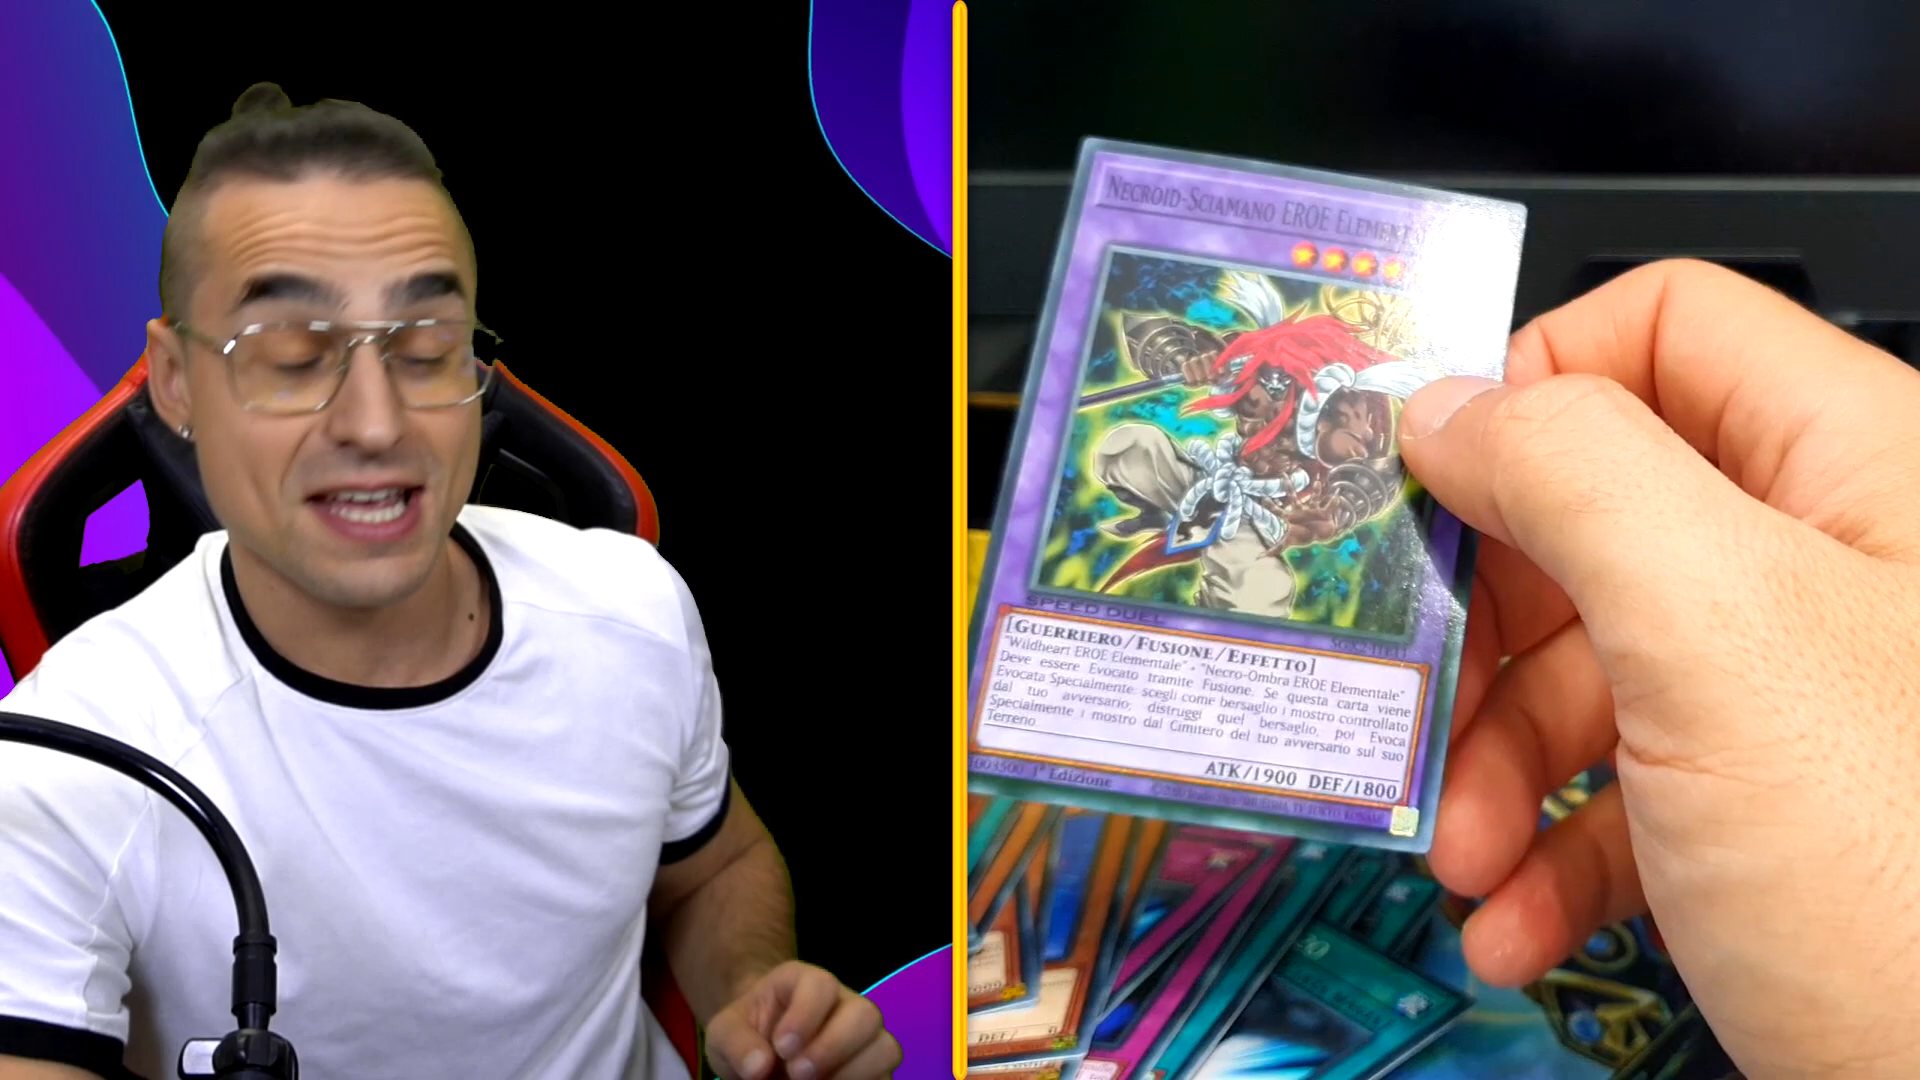 NECROID-SCIAMANO EROE ELEMENTA
SPEED DUEL
[GUERRIERO/FUSIONE/EFFETTO]
"Wildheart EROE Elementale" + "Necro-Ombra EROE Elementale"
Deve essere Evocato tramite Fusione. Se questa carta viene
Evocata Specialmente: scegli come bersaglio 1 mostro controllato
dal tuo avversario; distruggi quel bersaglio, poi Evoca
Specialmente 1 mostro dal Cimitero del tuo avversario sul suo
Terreno
ATK/1900 DEF/1800
003500 1ª Edizione
DEF/ 0